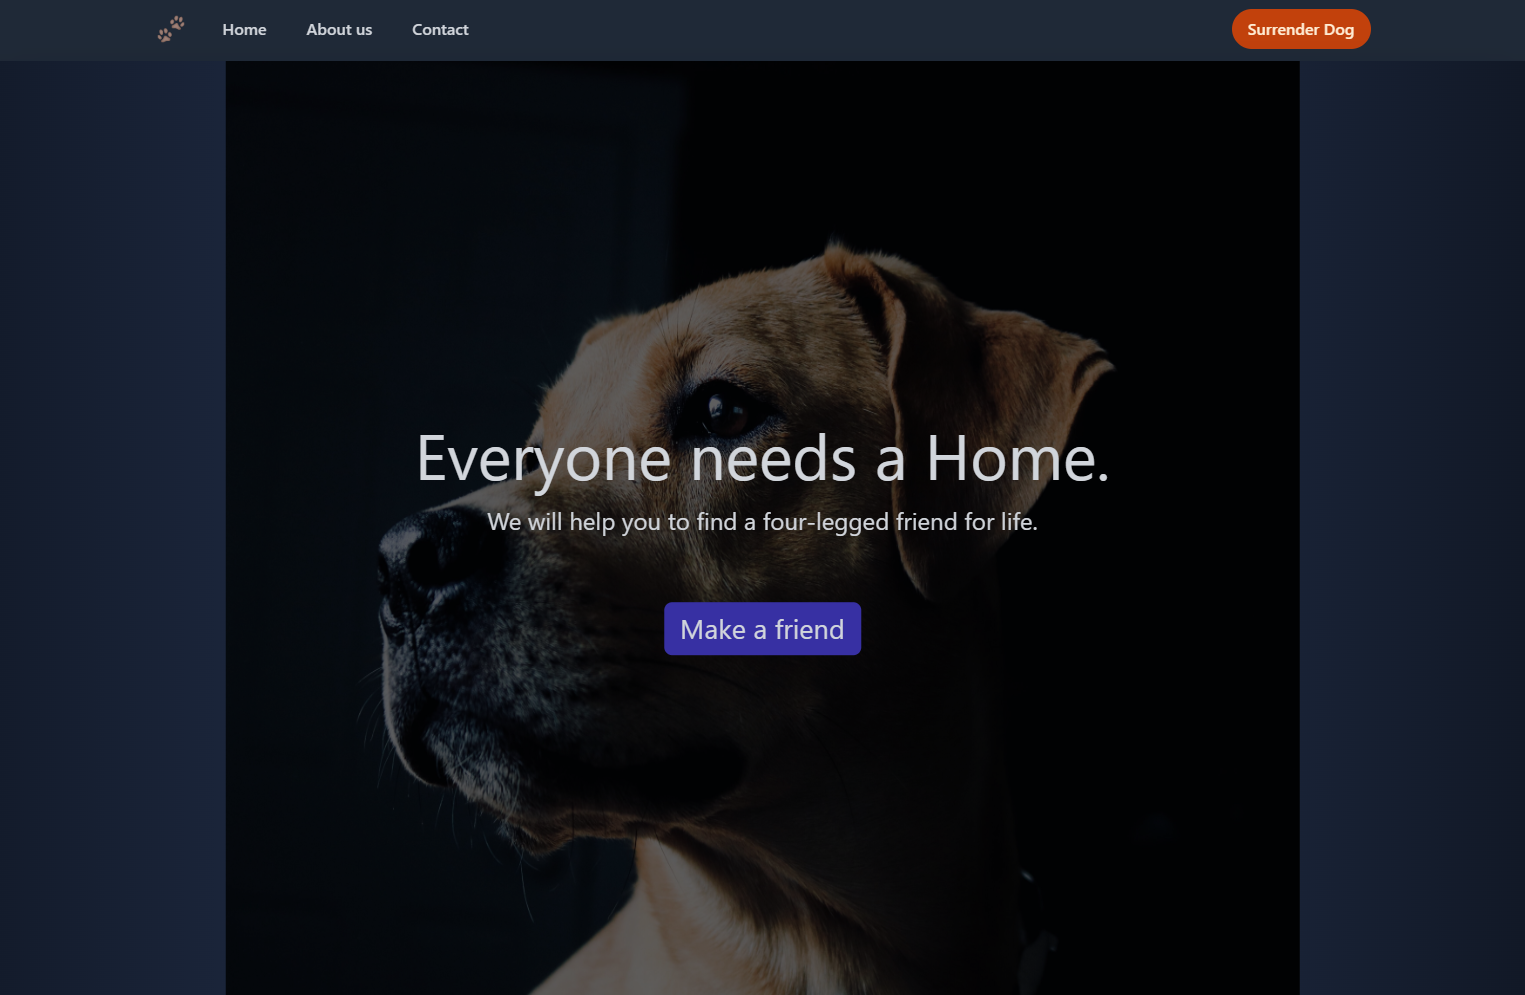 Home
About us
Contact
Surrender Dog
Everyone needs a Home.
We will help you to find a four-legged friend for life.
Make a friend